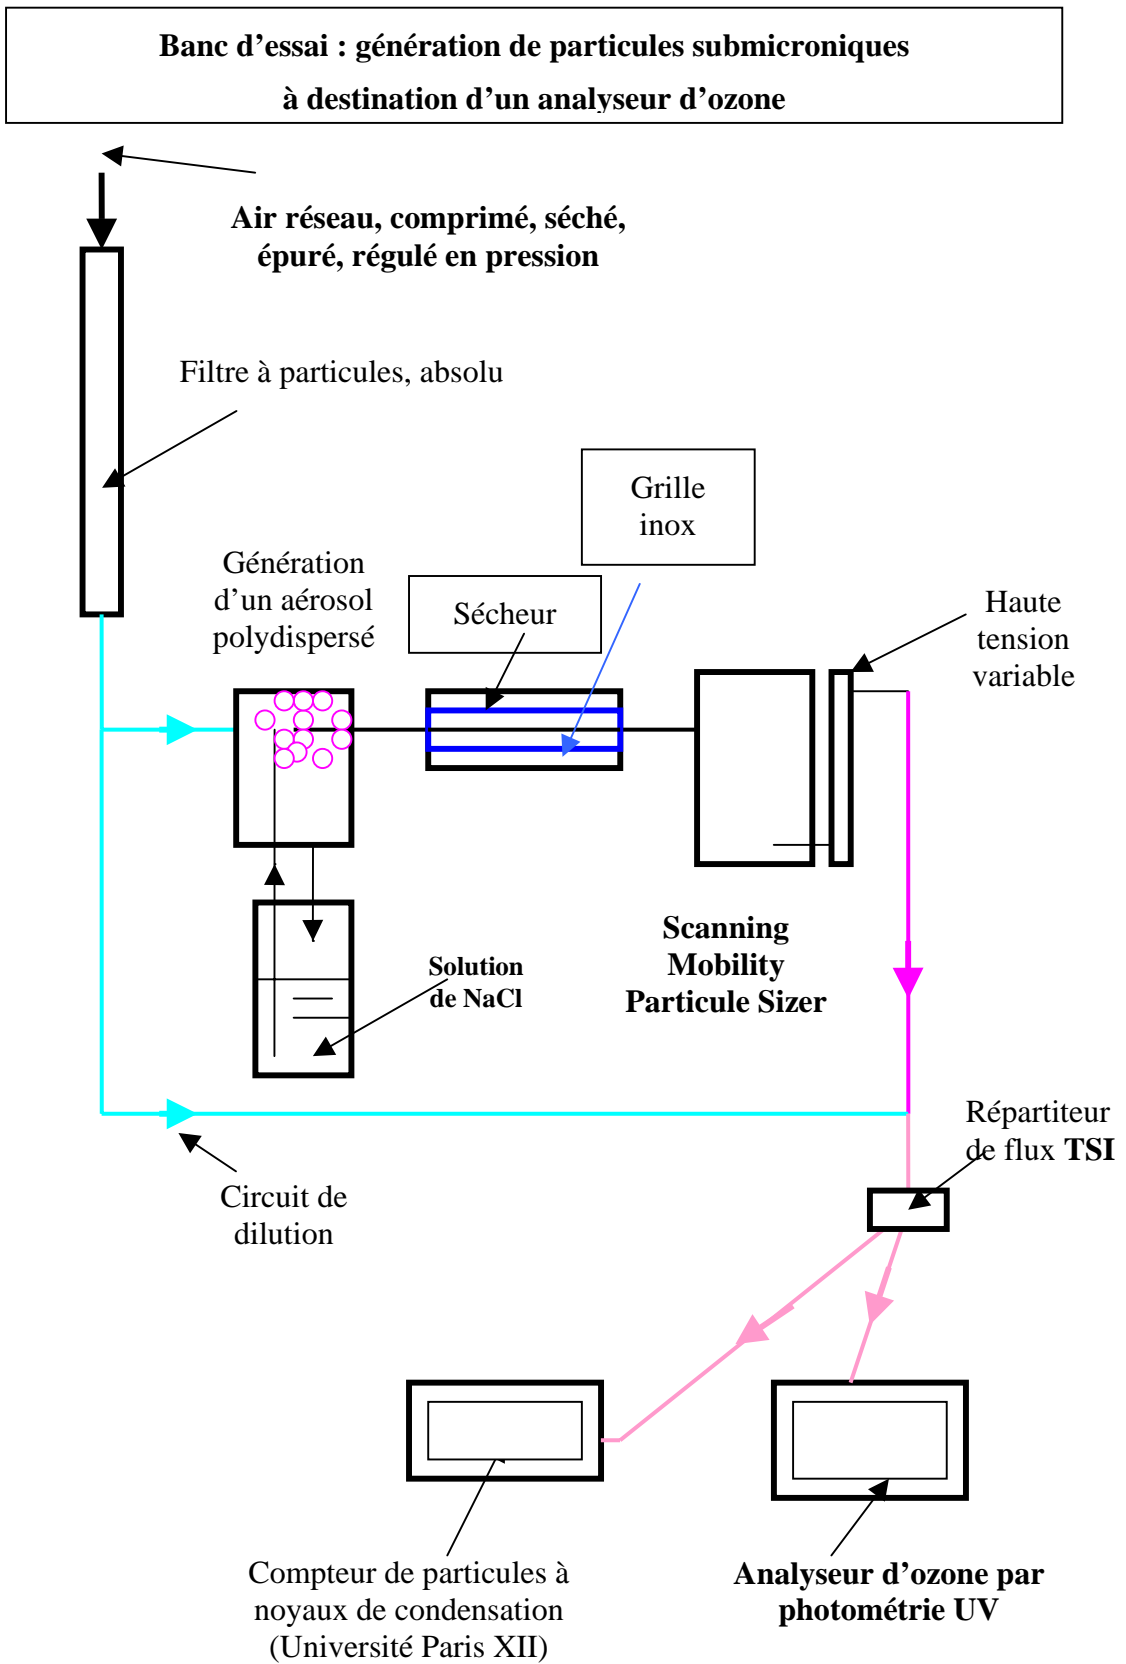 Banc d'essai : génération de particules submicroniques
à destination d'un analyseur d'ozone
Air réseau, comprimé, séché,
épuré, régulé en pression
Filtre à particules, absolu
Grille
inox
Génération
d'un aérosol
polydispersé
Sécheur
Haute
tension
variable
Scanning
Mobility
Particule Sizer
Solution
de NaCl
Répartiteur
de flux TSI
Circuit de
dilution
Compteur de particules à
noyaux de condensation
(Université Paris XII)
Analyseur d'ozone par
photométrie UV